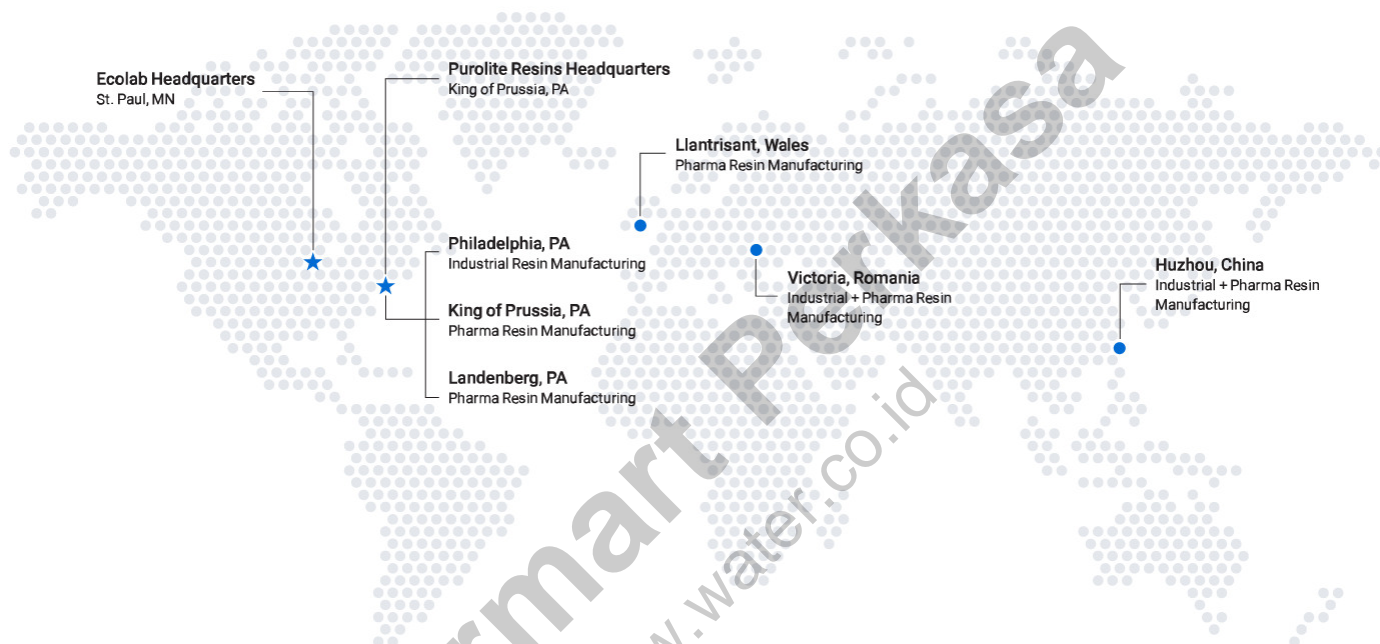 Ecolab Headquarters
St. Paul, MN
Purolite Resins Headquarters
King of Prussia, PA
Llantrisant, Wales
Pharma Resin Manufacturing
Philadelphia, PA
Industrial Resin Manufacturing
King of Prussia, PA
Pharma Resin Manufacturing
Landenberg, PA
Pharma Resin Manufacturing
Victoria, Romania
Industrial + Pharma Resin
Manufacturing
Huzhou, China
Industrial + Pharma Resin
Manufacturing
rmart Perkasa
w.water.co.id